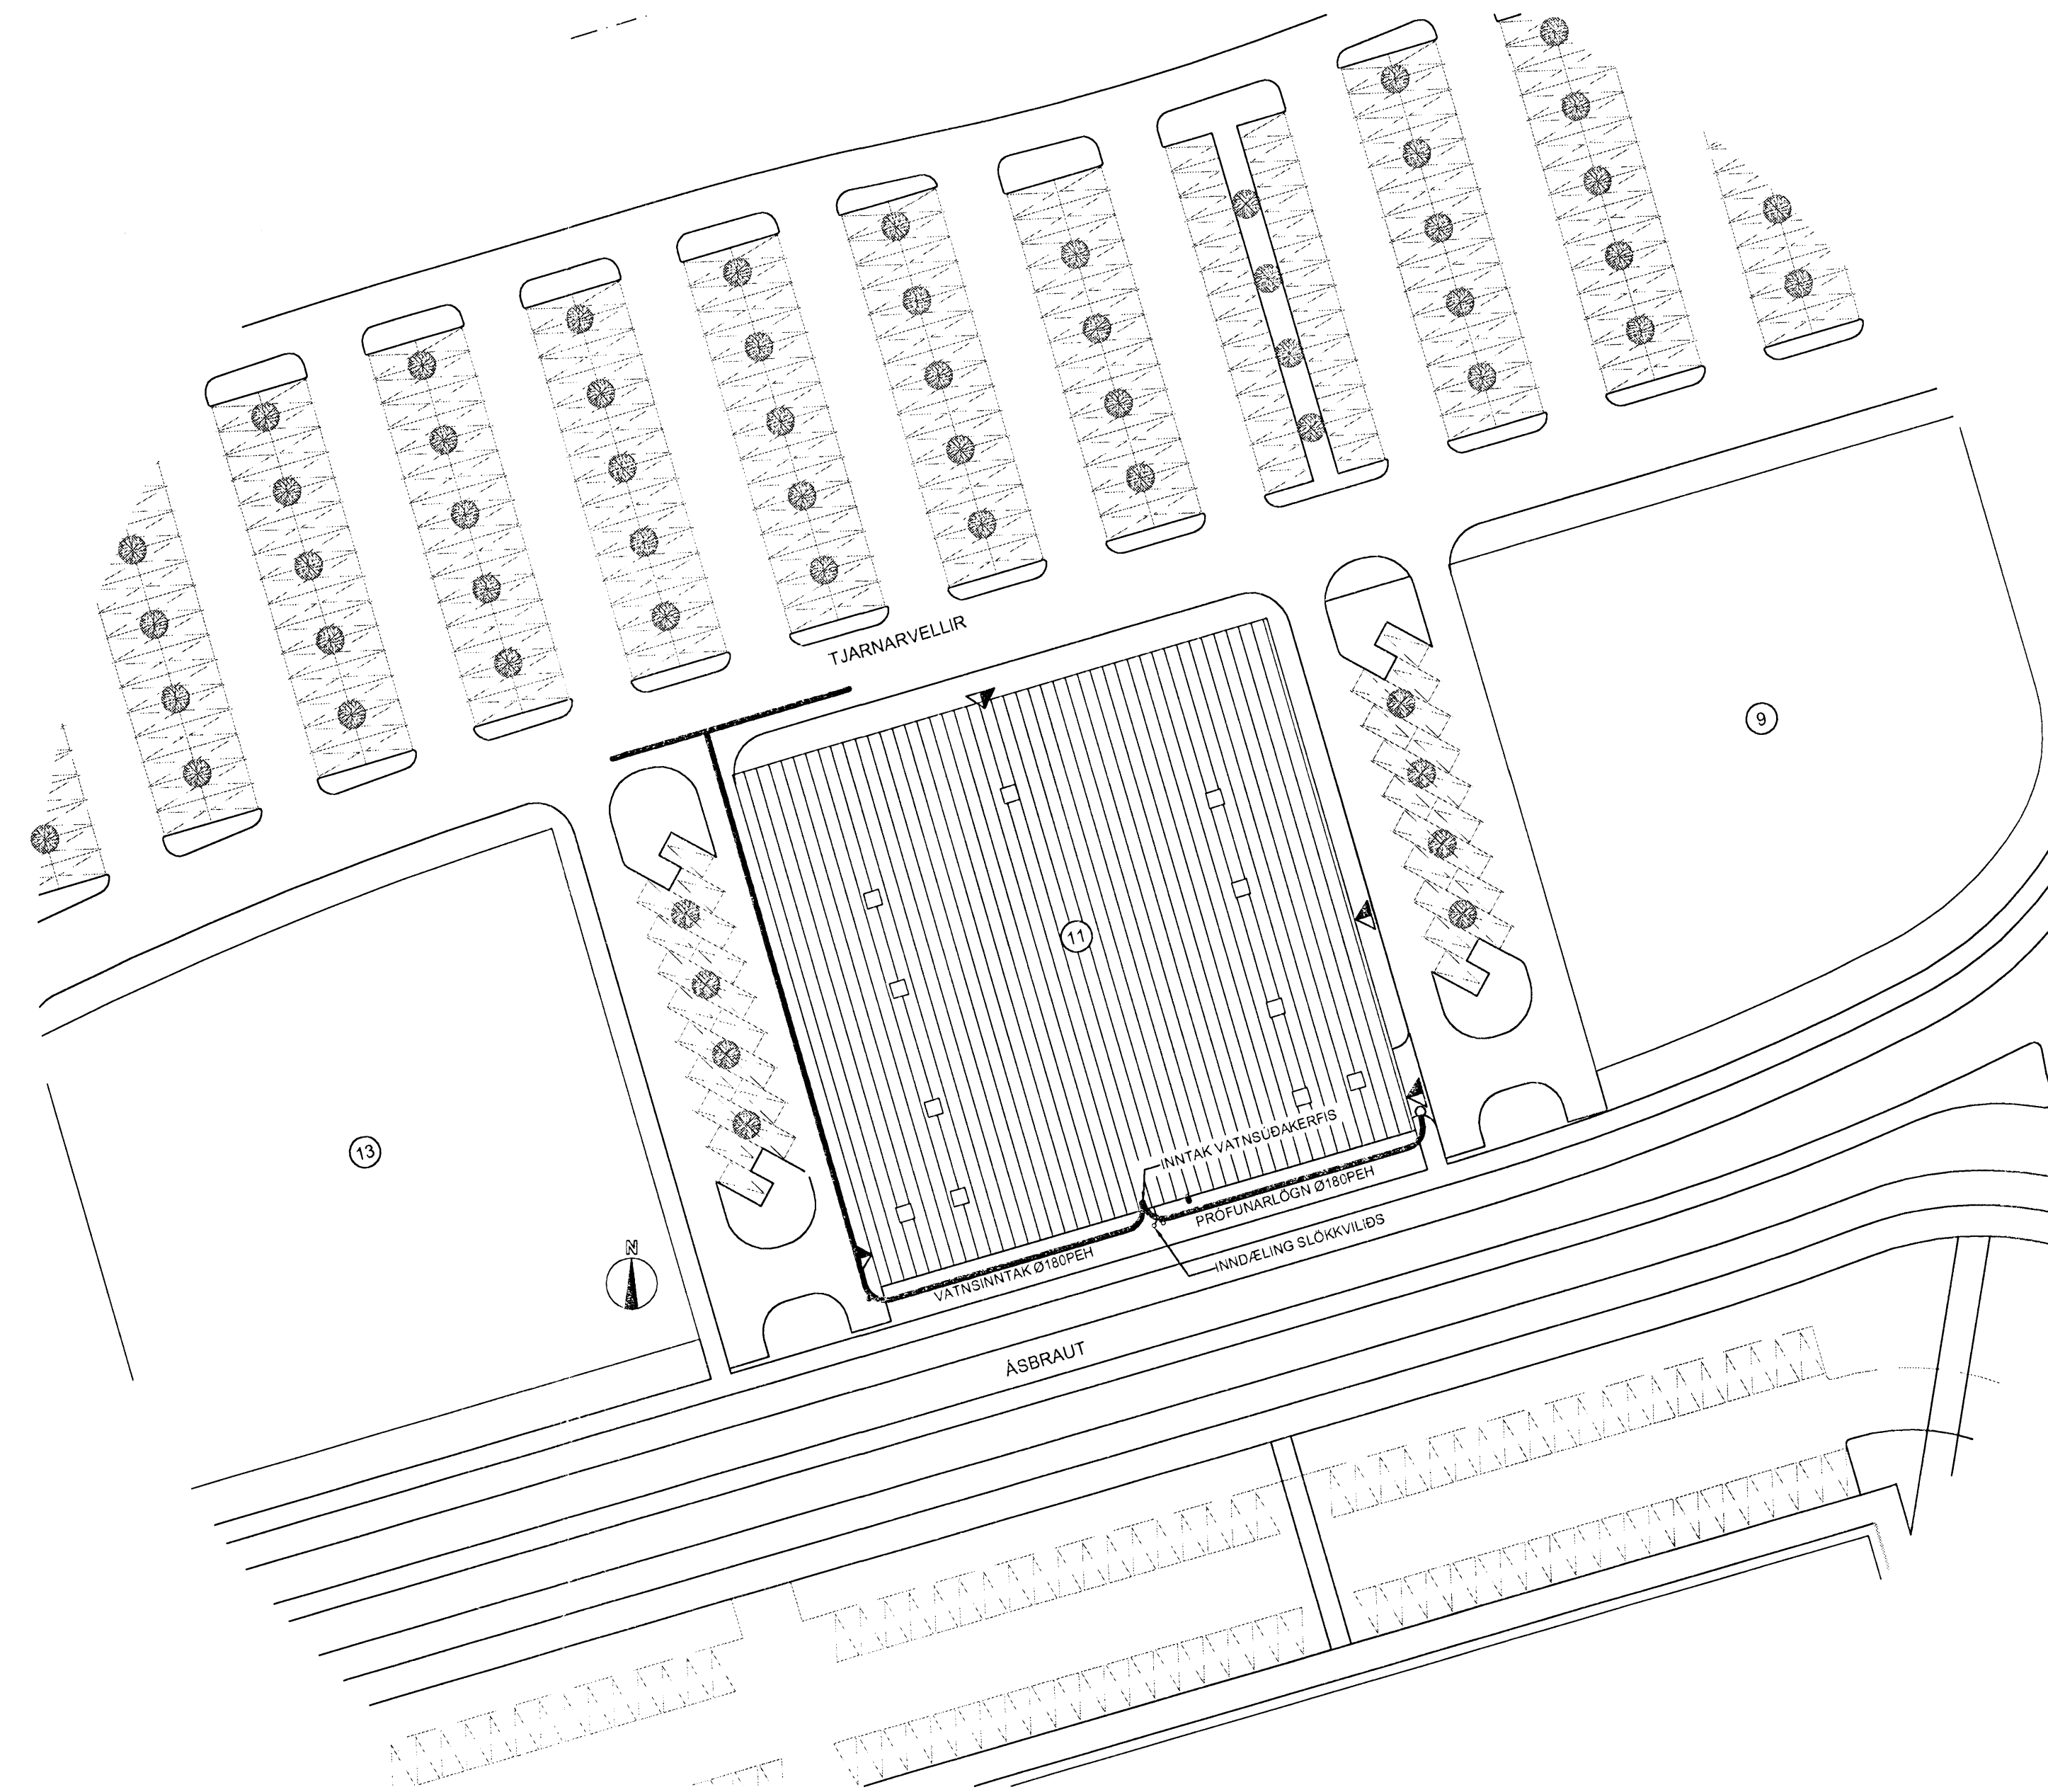 TJARNARVELLIR
9
11
13
INNTAK VATNSÚÐAKERFIS
PRÓFUNARLÖGN Ø180PEH
INNDÆLING SLÖKKVILIÐS
N
VATNSINNTAK Ø180PEH
ÁSBRAUT